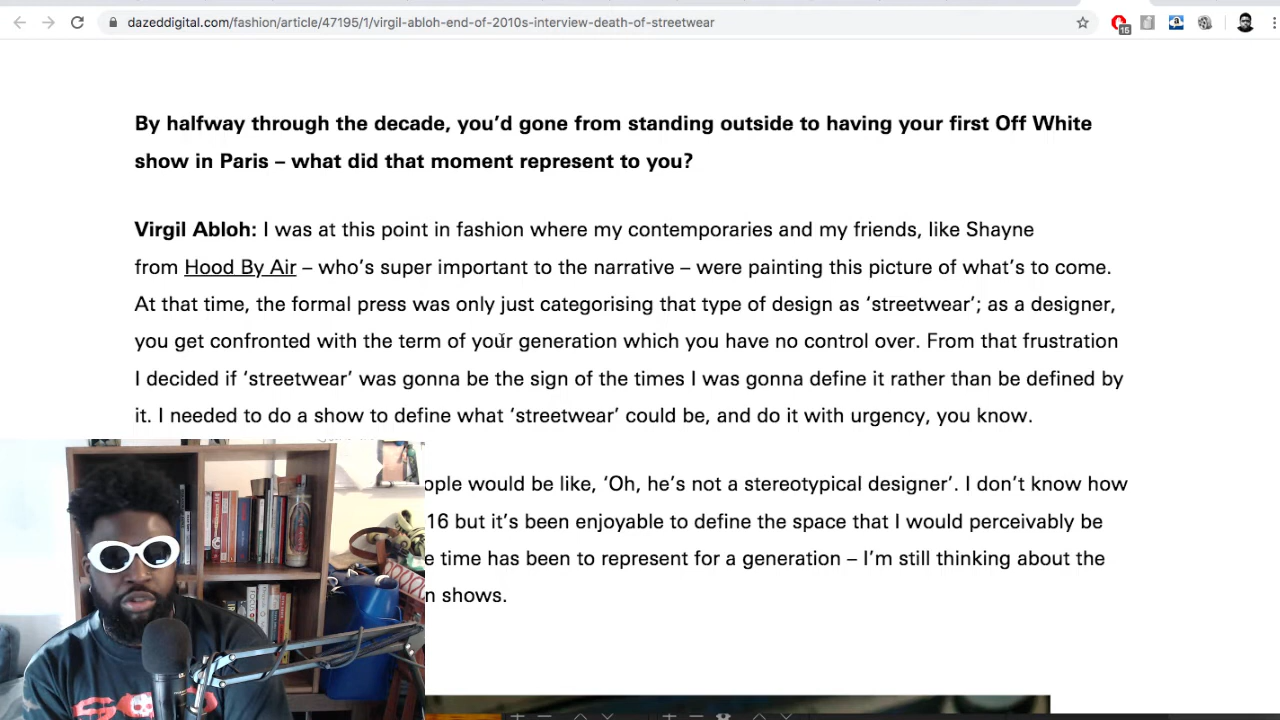 dazeddigital.com/fashion/article/47195/1/virgil-abloh-end-of-2010s-interview-death-of-streetwear
15
By halfway through the decade, you’d gone from standing outside to having your first Off White
show in Paris – what did that moment represent to you?
Virgil Abloh: I was at this point in fashion where my contemporaries and my friends, like Shayne
from Hood By Air – who’s super important to the narrative – were painting this picture of what’s to come.
At that time, the formal press was only just categorising that type of design as ‘streetwear’; as a designer,
you get confronted with the term of your generation which you have no control over. From that frustration
I decided if ‘streetwear’ was gonna be the sign of the times I was gonna define it rather than be defined by
it. I needed to do a show to define what ‘streetwear’ could be, and do it with urgency, you know.
ople would be like, ‘Oh, he’s not a stereotypical designer’. I don’t know how
16 but it’s been enjoyable to define the space that I would perceivably be
e time has been to represent for a generation – I’m still thinking about the
n shows.